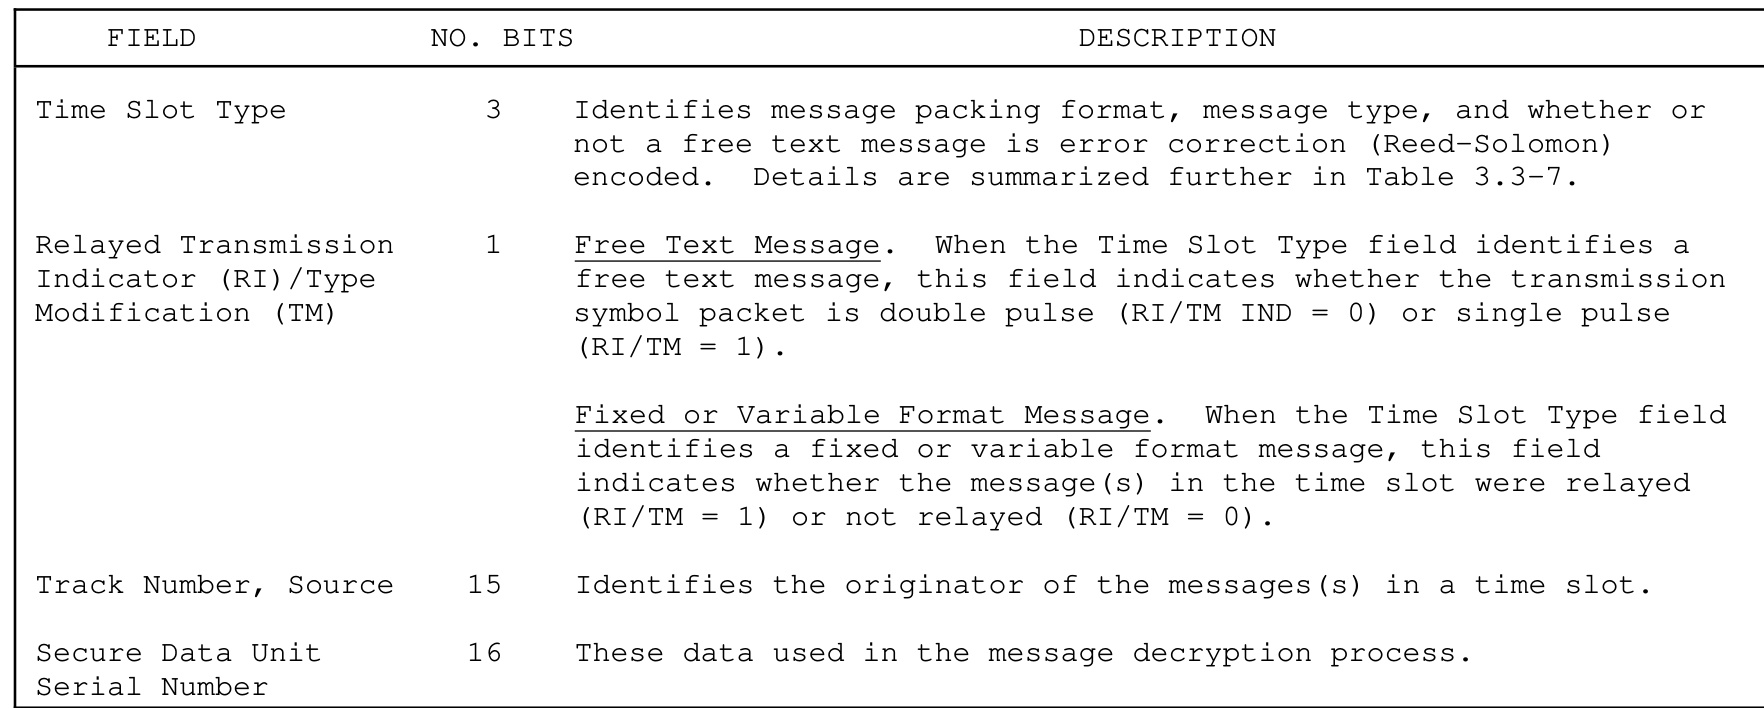 FIELD NO. BITS DESCRIPTION
Time Slot Type 3 Identifies message packing format, message type, and whether or
not a free text message is error correction (Reed-Solomon)
encoded. Details are summarized further in Table 3.3-7.
Relayed Transmission 1 Free Text Message. When the Time Slot Type field identifies a
Indicator (RI)/Type free text message, this field indicates whether the transmission
Modification (TM) symbol packet is double pulse (RI/TM IND = 0) or single pulse
(RI/TM = 1).
Fixed or Variable Format Message. When the Time Slot Type field
identifies a fixed or variable format message, this field
indicates whether the message(s) in the time slot were relayed
(RI/TM = 1) or not relayed (RI/TM = 0).
Track Number, Source 15 Identifies the originator of the messages(s) in a time slot.
Secure Data Unit 16 These data used in the message decryption process.
Serial Number